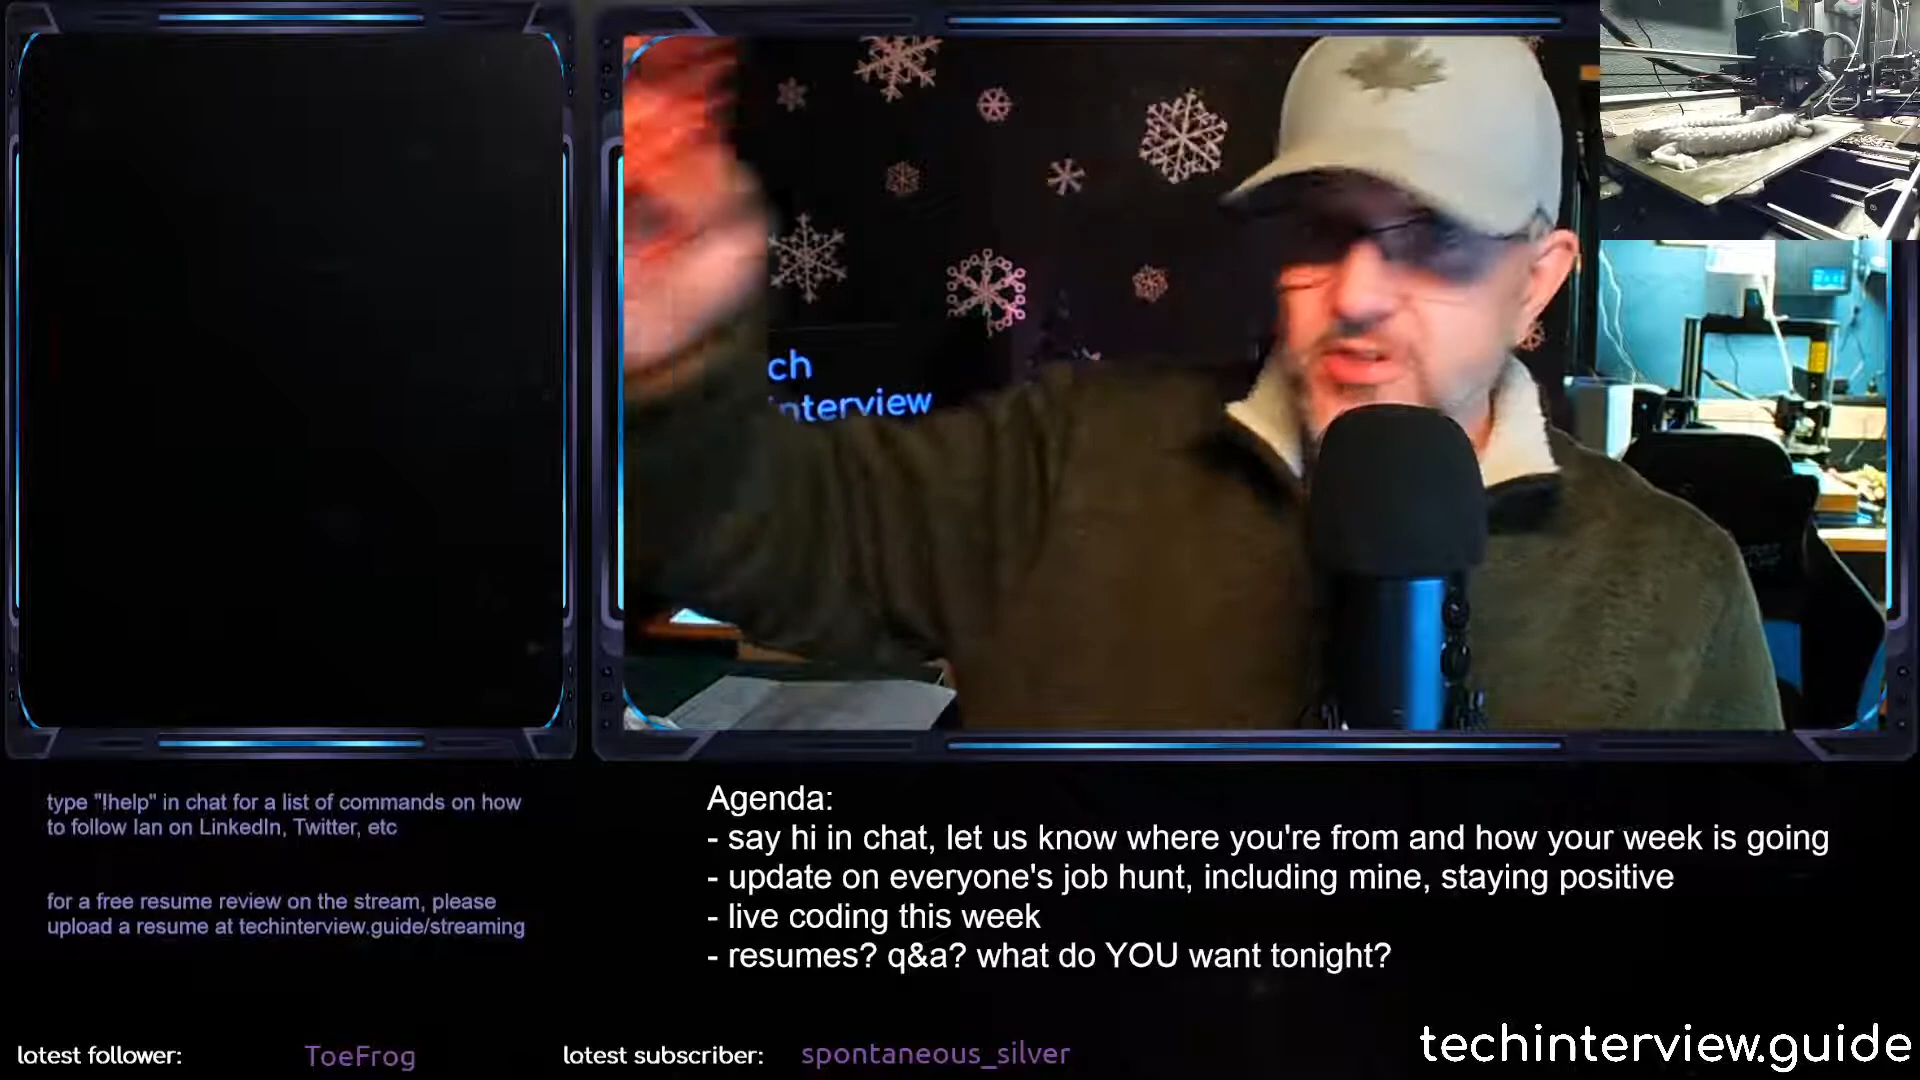 ch
interview
type "!help" in chat for a list of commands on how
to follow Ian on LinkedIn, Twitter, etc
for a free resume review on the stream, please
upload a resume at techinterview.guide/streaming
Agenda:
- say hi in chat, let us know where you're from and how your week is going
- update on everyone's job hunt, including mine, staying positive
- live coding this week
- resumes? q&a? what do YOU want tonight?
latest follower: ToeFrog
latest subscriber: spontaneous_silver
techinterview.guide